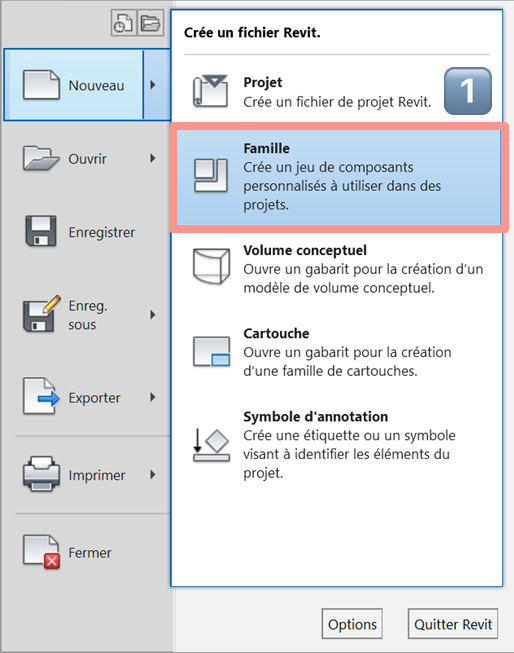 Crée un fichier Revit.
Nouveau
Ouvrir
Enregistrer
Enreg.
sous
Exporter
Imprimer
Fermer
Projet
Crée un fichier de projet Revit.
1
Famille
Crée un jeu de composants
personnalisés à utiliser dans des
projets.
Volume conceptuel
Ouvre un gabarit pour la création d'un
modèle de volume conceptuel.
Cartouche
Ouvre un gabarit pour la création
d'une famille de cartouches.
Symbole d'annotation
Crée une étiquette ou un symbole
visant à identifier les éléments du
projet.
Options
Quitter Revit